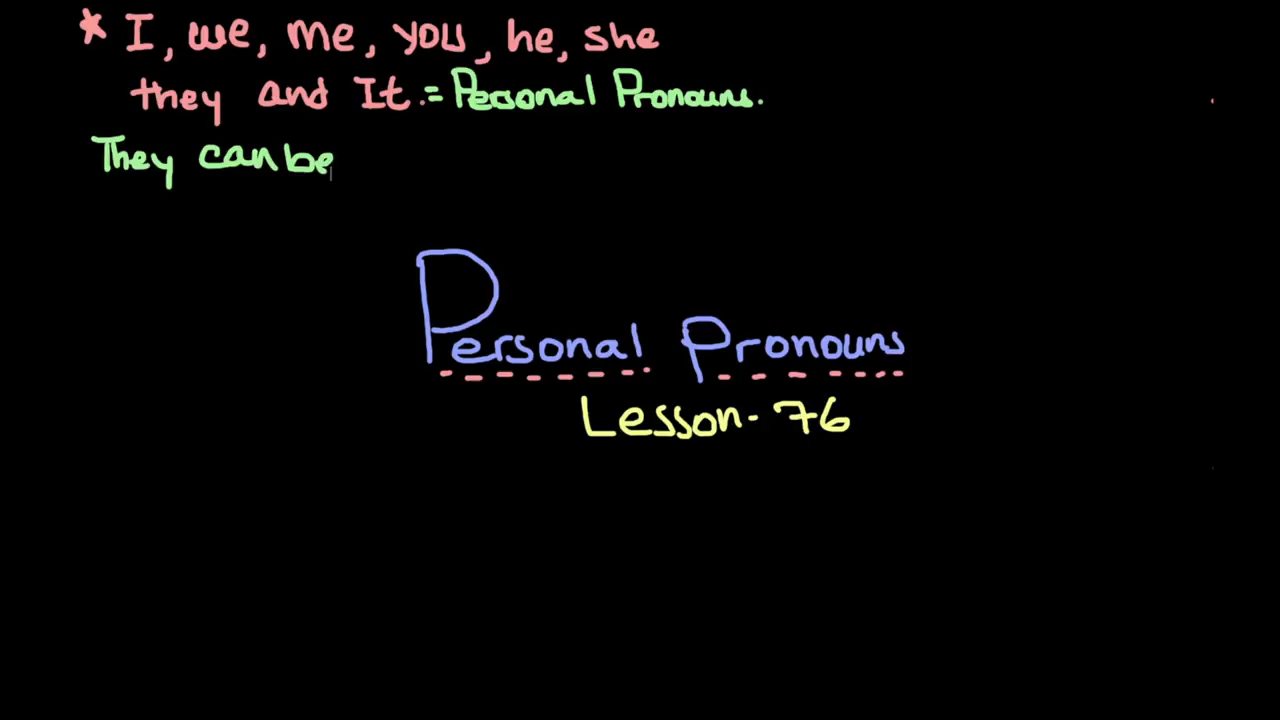 * I, we, me, you, he, she
they and It. = Personal Pronouns.
They can be
Personal Pronouns
Lesson - 76